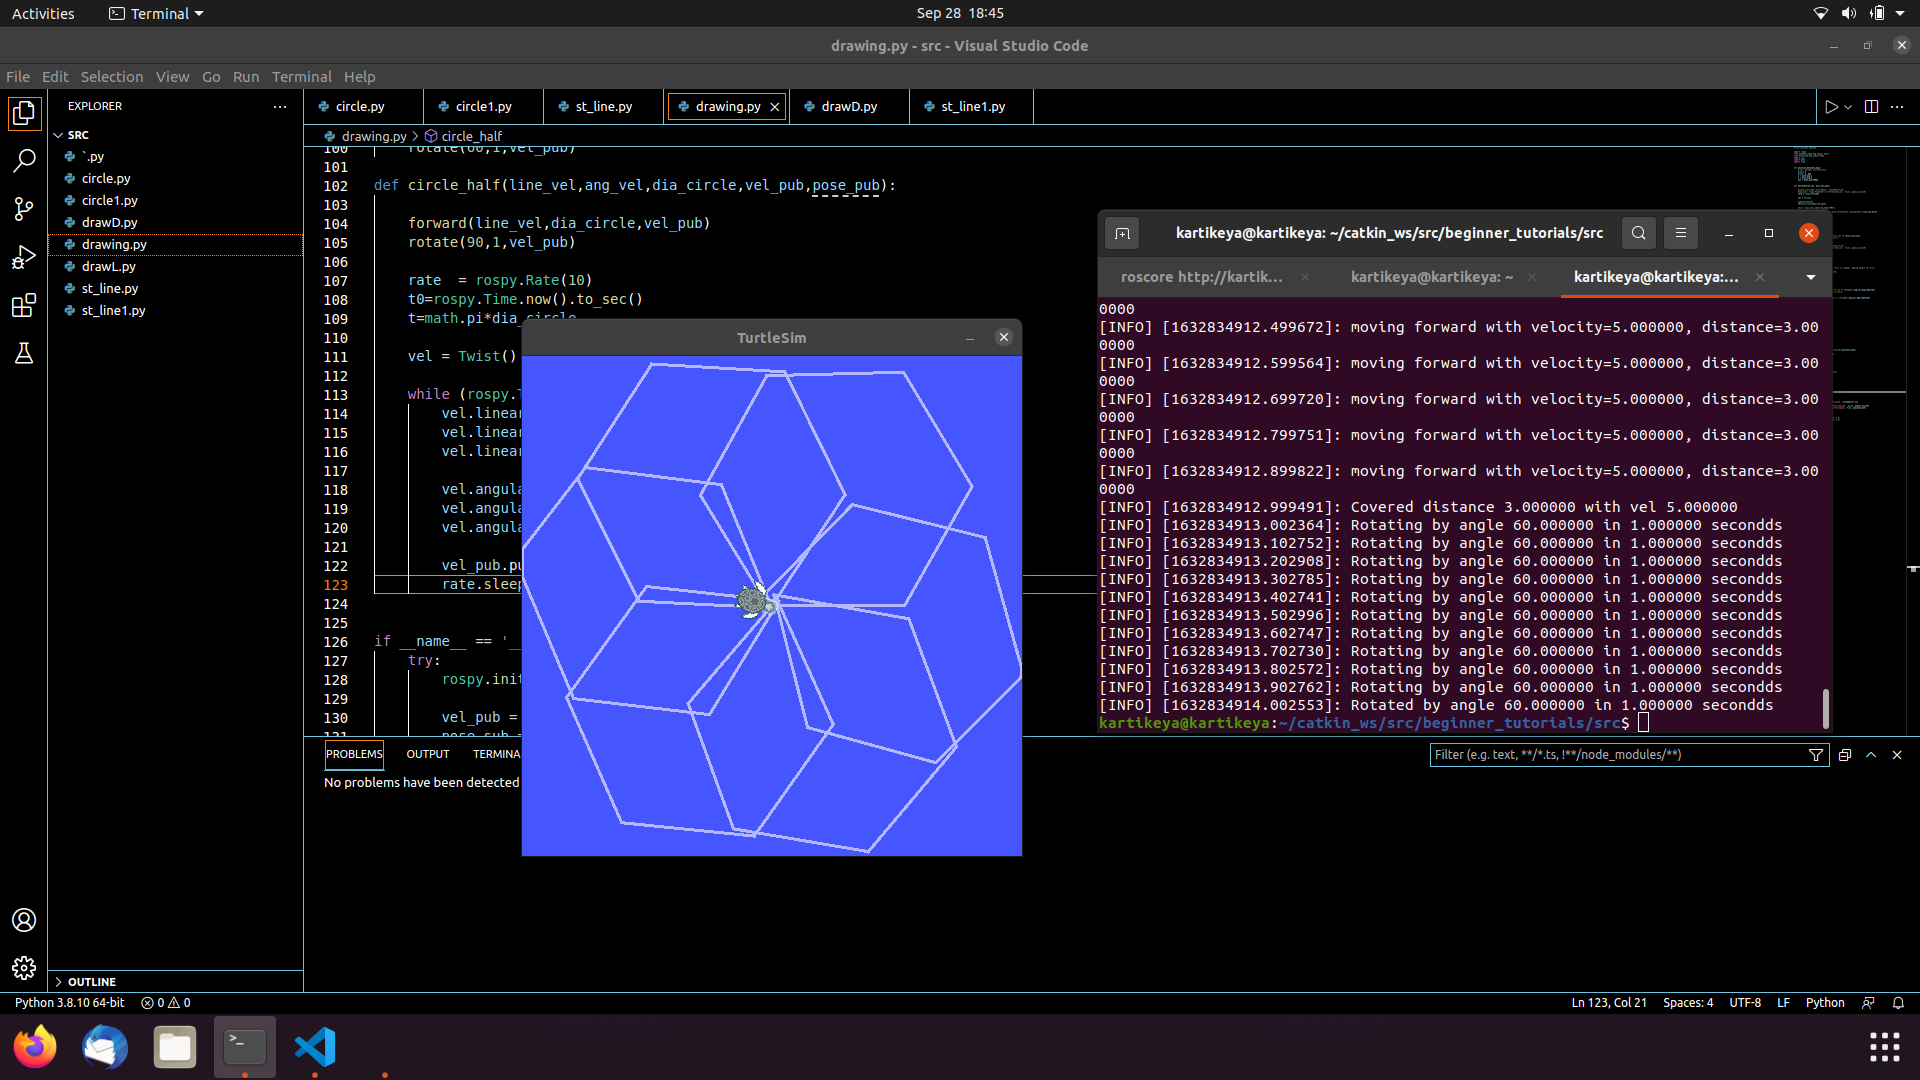 Activities
Terminal
Sep 28 18:45
drawing.py - src - Visual Studio Code
File Edit Selection View Go Run Terminal Help
EXPLORER
SRC
`.py
circle.py
circle1.py
drawD.py
drawing.py
drawL.py
st_line.py
st_line1.py
OUTLINE
circle.py
circle1.py
st_line.py
drawing.py
drawD.py
st_line1.py
drawing.py > circle_half
100 rotate(60,1,vel_pub)
101
102 def circle_half(line_vel,ang_vel,dia_circle,vel_pub,pose_pub):
103
104 forward(line_vel,dia_circle,vel_pub)
105 rotate(90,1,vel_pub)
106
107 rate = rospy.Rate(10)
108 t0=rospy.Time.now().to_sec()
109 t=math.pi*dia_circle
110
111 vel = Twist()
112
113 while (rospy.
114 vel.linear
115 vel.linear
116 vel.linear
117
118 vel.angula
119 vel.angula
120 vel.angula
121
122 vel_pub.pu
123 rate.sleep
124
125
126 if __name__ == '_
127 try:
128 rospy.init
129
130 vel_pub =
131 pose_sub =
TurtleSim
kartikeya@kartikeya: ~/catkin_ws/src/beginner_tutorials/src
roscore http://kartik...
kartikeya@kartikeya: ~
kartikeya@kartikeya:...
0000
[INFO] [1632834912.499672]: moving forward with velocity=5.000000, distance=3.00
0000
[INFO] [1632834912.599564]: moving forward with velocity=5.000000, distance=3.00
0000
[INFO] [1632834912.699720]: moving forward with velocity=5.000000, distance=3.00
0000
[INFO] [1632834912.799751]: moving forward with velocity=5.000000, distance=3.00
0000
[INFO] [1632834912.899822]: moving forward with velocity=5.000000, distance=3.00
0000
[INFO] [1632834912.999491]: Covered distance 3.000000 with vel 5.000000
[INFO] [1632834913.002364]: Rotating by angle 60.000000 in 1.000000 secondds
[INFO] [1632834913.102752]: Rotating by angle 60.000000 in 1.000000 secondds
[INFO] [1632834913.202908]: Rotating by angle 60.000000 in 1.000000 secondds
[INFO] [1632834913.302785]: Rotating by angle 60.000000 in 1.000000 secondds
[INFO] [1632834913.402741]: Rotating by angle 60.000000 in 1.000000 secondds
[INFO] [1632834913.502996]: Rotating by angle 60.000000 in 1.000000 secondds
[INFO] [1632834913.602747]: Rotating by angle 60.000000 in 1.000000 secondds
[INFO] [1632834913.702730]: Rotating by angle 60.000000 in 1.000000 secondds
[INFO] [1632834913.802572]: Rotating by angle 60.000000 in 1.000000 secondds
[INFO] [1632834913.902762]: Rotating by angle 60.000000 in 1.000000 secondds
[INFO] [1632834914.002553]: Rotated by angle 60.000000 in 1.000000 secondds
kartikeya@kartikeya:~/catkin_ws/src/beginner_tutorials/src$
PROBLEMS OUTPUT TERMINA
Filter (e.g. text, **/*.ts, !**/node_modules/**)
No problems have been detected
Python 3.8.10 64-bit 0 0
Ln 123, Col 21 Spaces: 4 UTF-8 LF Python